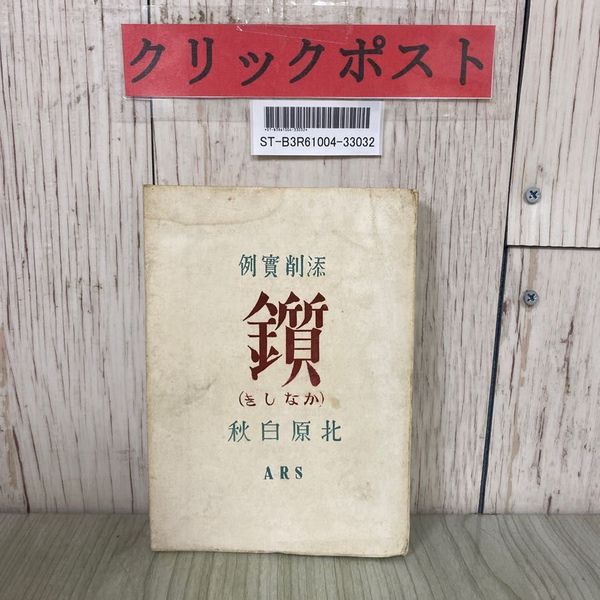 クリックポスト
ST-B3R61004-33032
添削實例
鑕
(かなしき)
北原白秋
ARS